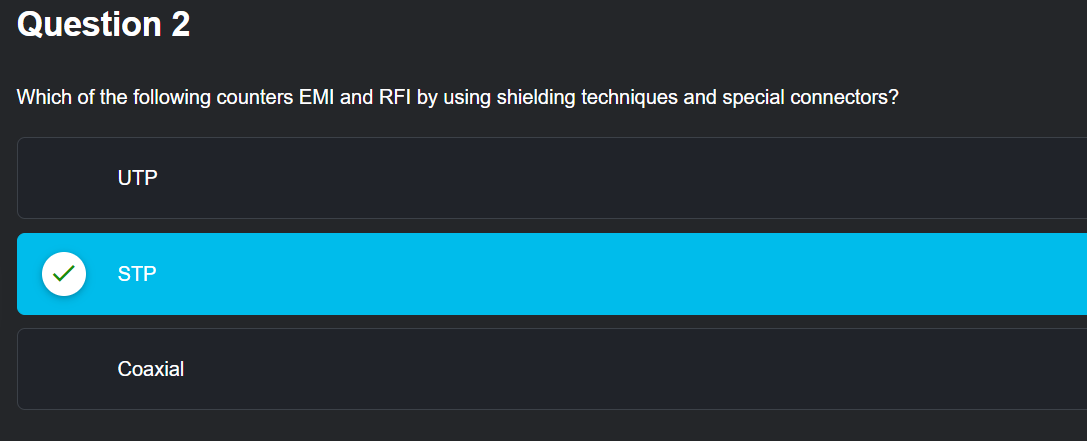 Question 2
Which of the following counters EMI and RFI by using shielding techniques and special connectors?
UTP
STP
Coaxial